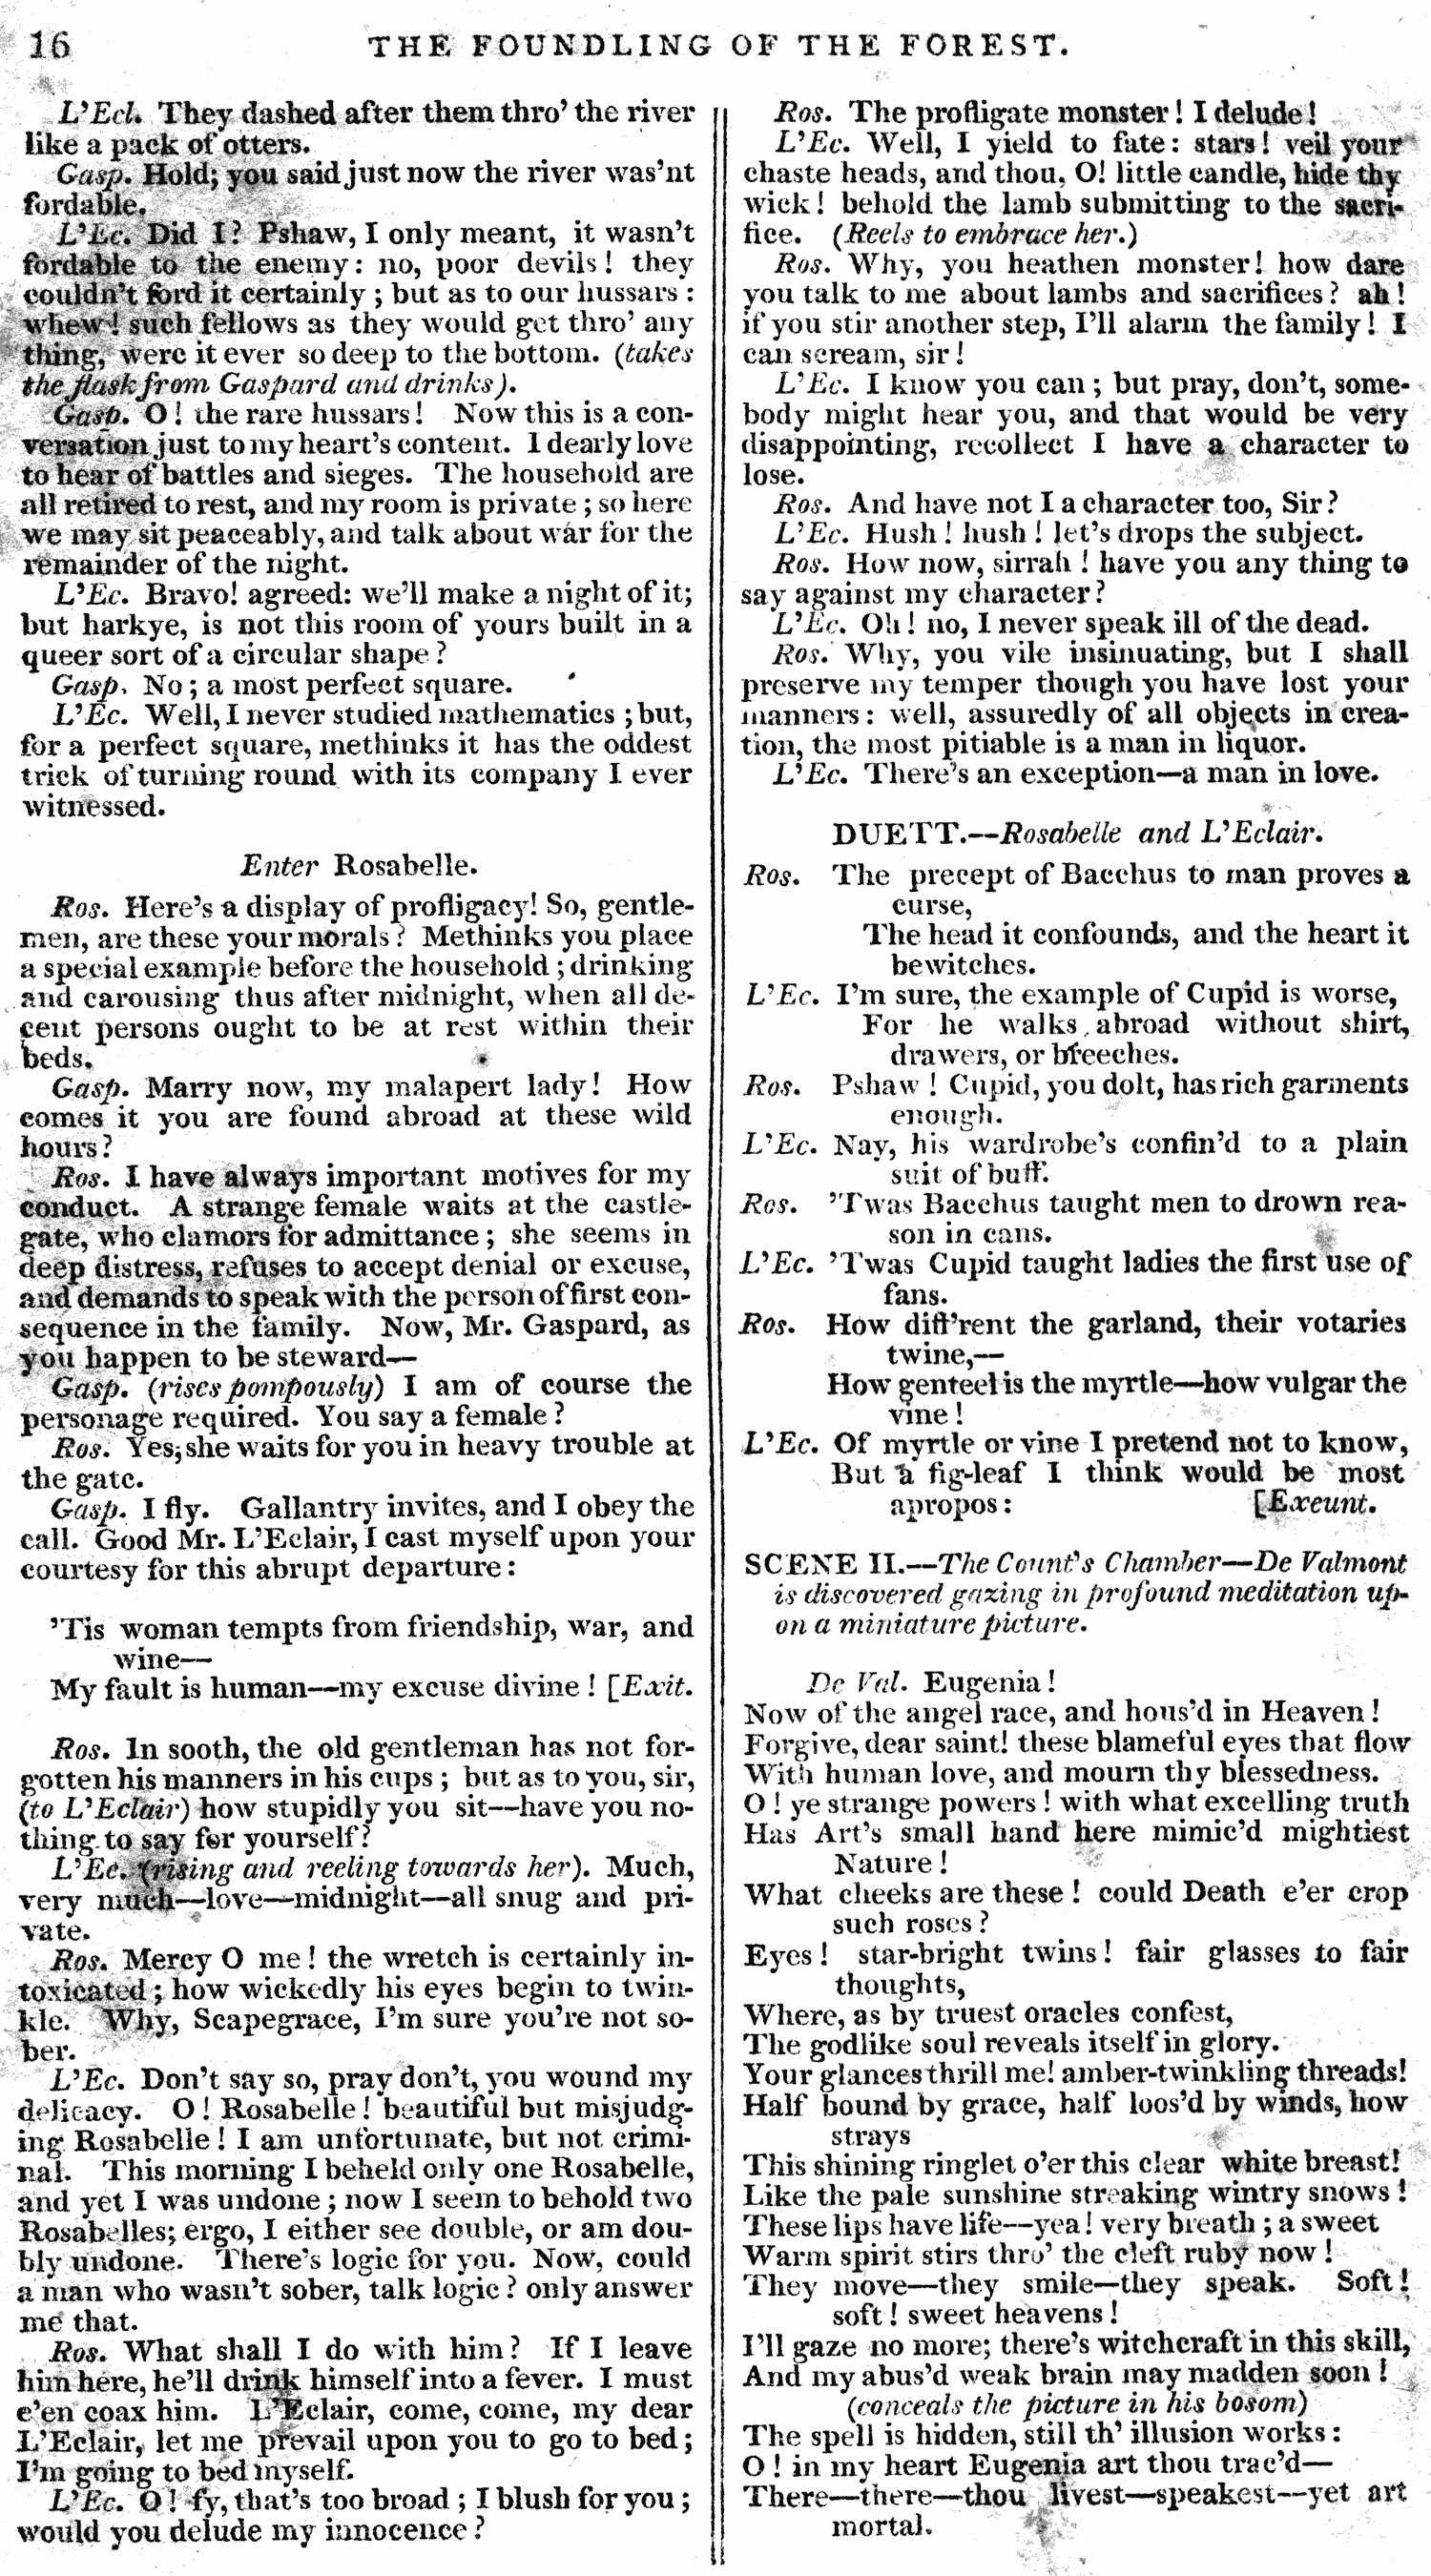 16
THE FOUNDLING OF THE FOREST.
L'Ecl. They dashed after them thro' the river
like a pack of otters.
Gasp. Hold; you said just now the river was'nt
fordable.
L'Ec. Did I? Pshaw, I only meant, it wasn't
fordable to the enemy: no, poor devils! they
couldn't ford it certainly; but as to our hussars:
whew! such fellows as they would get thro' any
thing, were it ever so deep to the bottom. (takes
the flask from Gaspard and drinks).
Gasp. O! the rare hussars! Now this is a con-
versation just to my heart's content. I dearly love
to hear of battles and sieges. The household are
all retired to rest, and my room is private; so here
we may sit peaceably, and talk about war for the
remainder of the night.
L'Ec. Bravo! agreed: we'll make a night of it;
but harkye, is not this room of yours built in a
queer sort of a circular shape?
Gasp. No; a most perfect square.
L'Ec. Well, I never studied mathematics; but,
for a perfect square, methinks it has the oddest
trick of turning round with its company I ever
witnessed.
Enter Rosabelle.
Ros. Here's a display of profligacy! So, gentle-
men, are these your morals? Methinks you place
a special example before the household; drinking
and carousing thus after midnight, when all de-
cent persons ought to be at rest within their
beds.
Gasp. Marry now, my malapert lady! How
comes it you are found abroad at these wild
hours?
Ros. I have always important motives for my
conduct. A strange female waits at the castle-
gate, who clamors for admittance; she seems in
deep distress, refuses to accept denial or excuse,
and demands to speak with the person of first con-
sequence in the family. Now, Mr. Gaspard, as
you happen to be steward—
Gasp. (rises pompously) I am of course the
personage required. You say a female?
Ros. Yes, she waits for you in heavy trouble at
the gate.
Gasp. I fly. Gallantry invites, and I obey the
call. Good Mr. L'Eclair, I cast myself upon your
courtesy for this abrupt departure:
'Tis woman tempts from friendship, war, and
wine—
My fault is human—my excuse divine! [Exit.
Ros. In sooth, the old gentleman has not for-
gotten his manners in his cups; but as to you, sir,
(to L'Eclair) how stupidly you sit—have you no-
thing to say for yourself?
L'Ec. (rising and reeling towards her). Much,
very much—love—midnight—all snug and pri-
vate.
Ros. Mercy O me! the wretch is certainly in-
toxicated; how wickedly his eyes begin to twin-
kle. Why, Scapegrace, I'm sure you're not so-
ber.
L'Ec. Don't say so, pray don't, you wound my
delicacy. O! Rosabelle! beautiful but misjudg-
ing Rosabelle! I am unfortunate, but not crimi-
nal. This morning I beheld only one Rosabelle,
and yet I was undone; now I seem to behold two
Rosabelles; ergo, I either see double, or am dou-
bly undone. There's logic for you. Now, could
a man who wasn't sober, talk logic? only answer
me that.
Ros. What shall I do with him? If I leave
him here, he'll drink himself into a fever. I must
e'en coax him. L'Eclair, come, come, my dear
L'Eclair, let me prevail upon you to go to bed;
I'm going to bed myself.
L'Ec. O! fy, that's too broad; I blush for you;
would you delude my innocence?
Ros. The profligate monster! I delude!
L'Ec. Well, I yield to fate: stars! veil your
chaste heads, and thou, O! little candle, hide thy
wick! behold the lamb submitting to the sacri-
fice. (Reels to embrace her.)
Ros. Why, you heathen monster! how dare
you talk to me about lambs and sacrifices? ah!
if you stir another step, I'll alarm the family! I
can scream, sir!
L'Ec. I know you can; but pray, don't, some-
body might hear you, and that would be very
disappointing, recollect I have a character to
lose.
Ros. And have not I a character too, Sir?
L'Ec. Hush! hush! let's drops the subject.
Ros. How now, sirrah! have you any thing to
say against my character?
L'Ec. Oh! no, I never speak ill of the dead.
Ros. Why, you vile insinuating, but I shall
preserve my temper though you have lost your
manners: well, assuredly of all objects in crea-
tion, the most pitiable is a man in liquor.
L'Ec. There's an exception—a man in love.
DUETT.—Rosabelle and L'Eclair.
Ros. The precept of Bacchus to man proves a
curse,
The head it confounds, and the heart it
bewitches.
L'Ec. I'm sure, the example of Cupid is worse,
For he walks abroad without shirt,
drawers, or breeches.
Ros. Pshaw! Cupid, you dolt, has rich garments
enough.
L'Ec. Nay, his wardrobe's confin'd to a plain
suit of buff.
Ros. 'Twas Bacchus taught men to drown rea-
son in cans.
L'Ec. 'Twas Cupid taught ladies the first use of
fans.
Ros. How diff'rent the garland, their votaries
twine,—
How genteel is the myrtle—how vulgar the
vine!
L'Ec. Of myrtle or vine I pretend not to know,
But a fig-leaf I think would be most
apropos: [Exeunt.
SCENE II.—The Count's Chamber—De Valmont
is discovered gazing in profound meditation up-
on a miniature picture.
De Val. Eugenia!
Now of the angel race, and hous'd in Heaven!
Forgive, dear saint! these blameful eyes that flow
With human love, and mourn thy blessedness.
O! ye strange powers! with what excelling truth
Has Art's small hand here mimic'd mightiest
Nature!
What cheeks are these! could Death e'er crop
such roses?
Eyes! star-bright twins! fair glasses to fair
thoughts,
Where, as by truest oracles confest,
The godlike soul reveals itself in glory.
Your glances thrill me! amber-twinkling threads!
Half bound by grace, half loos'd by winds, how
strays
This shining ringlet o'er this clear white breast!
Like the pale sunshine streaking wintry snows!
These lips have life—yea! very breath; a sweet
Warm spirit stirs thro' the cleft ruby now!
They move—they smile—they speak. Soft!
soft! sweet heavens!
I'll gaze no more; there's witchcraft in this skill,
And my abus'd weak brain may madden soon!
(conceals the picture in his bosom)
The spell is hidden, still th' illusion works:
O! in my heart Eugenia art thou trac'd—
There—there—thou livest—speakest—yet art
mortal.